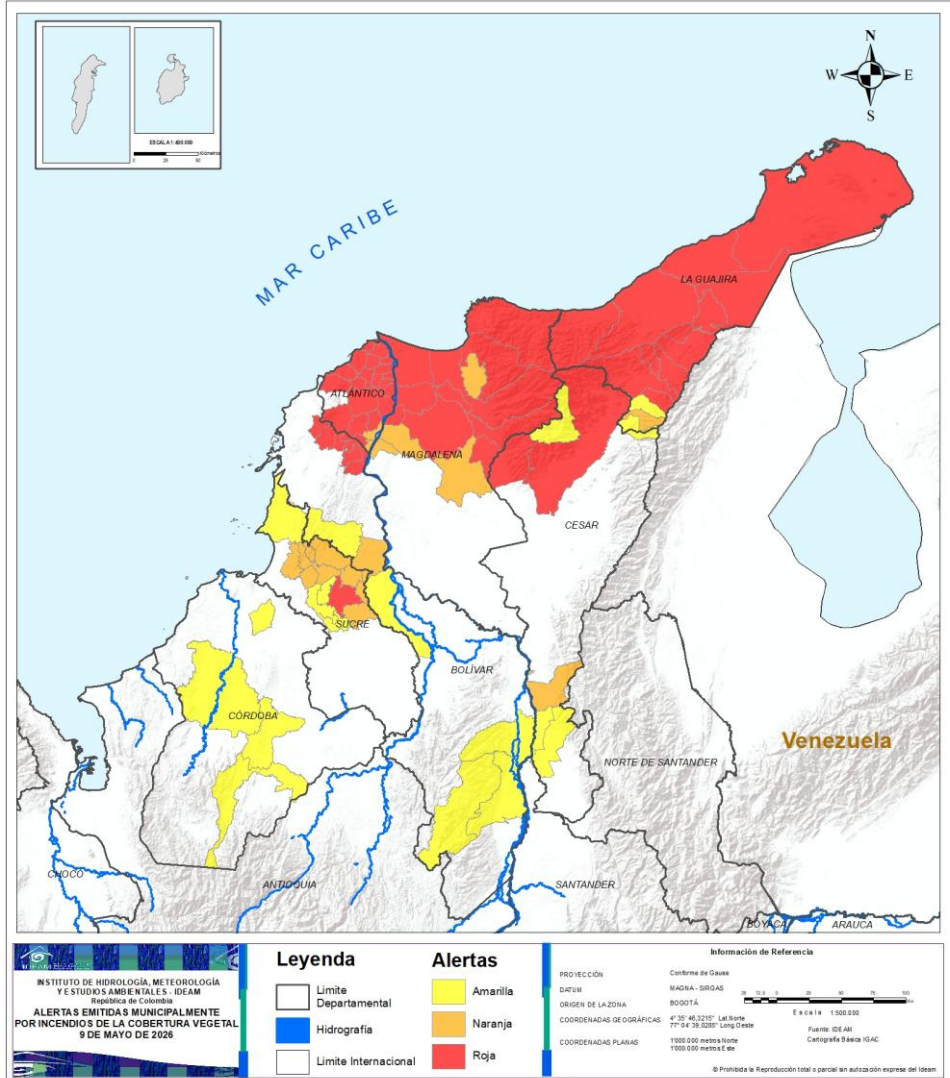 N
W E
S
ESCALA 1: 400.000
MAR CARIBE
LA GUAJIRA
ATLÁNTICO
MAGDALENA
CESAR
SUCRE
BOLÍVAR
CÓRDOBA
Venezuela
NORTE DE SANTANDER
CHOCÓ
ANTIOQUIA
SANTANDER
BOYACÁ
ARAUCA
IDEAM
INSTITUTO DE HIDROLOGÍA, METEOROLOGÍA
Y ESTUDIOS AMBIENTALES - IDEAM
República de Colombia
ALERTAS EMITIDAS MUNICIPALMENTE
POR INCENDIOS DE LA COBERTURA VEGETAL
9 DE MAYO DE 2026
Leyenda
Limite
Departamental
Hidrografía
Limite Internacional
Alertas
Amarilla
Naranja
Roja
Información de Referencia
PROYECCIÓN Conforme de Gauss
DATUM MAGNA - SIRGAS
ORIGEN DE LA ZONA BOGOTÁ
COORDENADAS GEOGRÁFICAS 4° 35' 46,3215" Lat.Norte
77° 04' 39,0285" Long.Oeste
COORDENADAS PLANAS 1'000.000 metros Norte
1'000.000 metros Este
Escala 1:500.000
Fuente: IDEAM
Cartografía Básica IGAC
© Prohibida la Reproducción total o parcial sin autozación expresa del Ideam